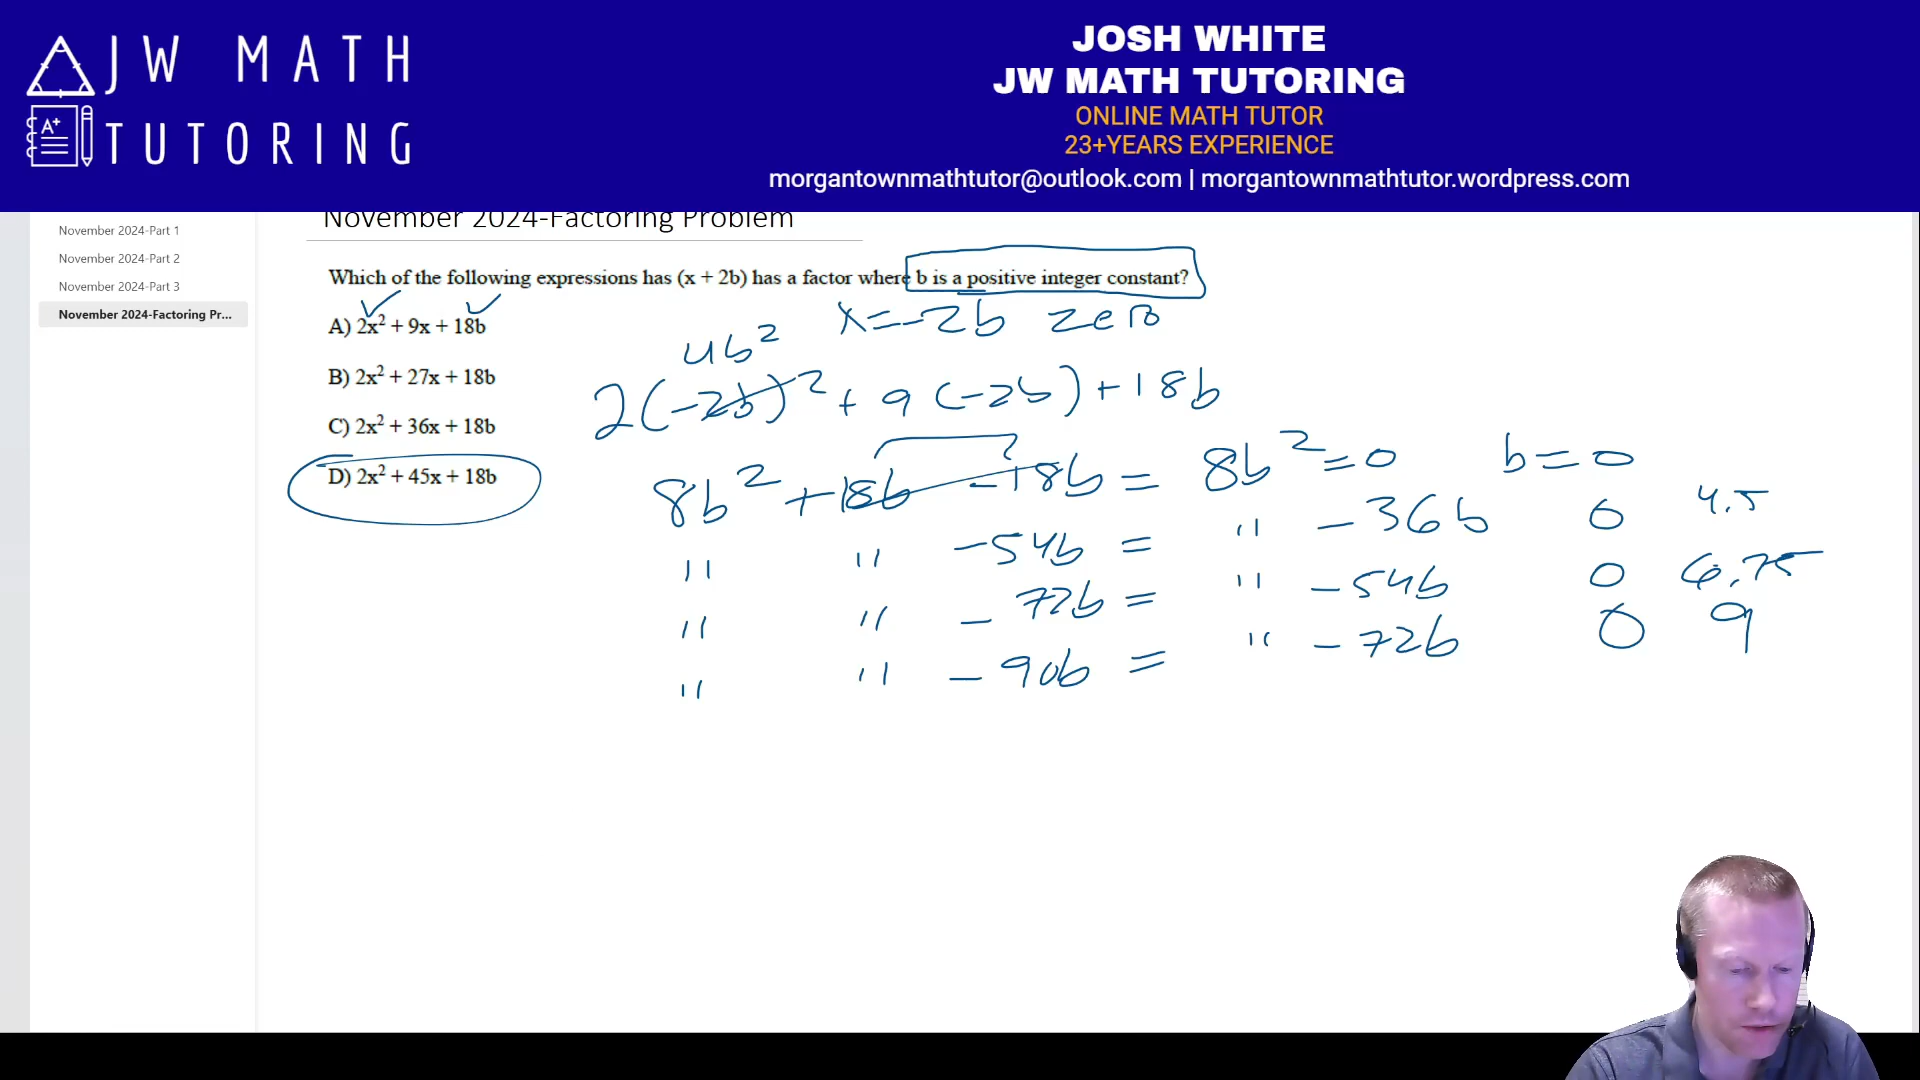 JW MATH
TUTORING
A+
JOSH WHITE
JW MATH TUTORING
ONLINE MATH TUTOR
23+YEARS EXPERIENCE
morgantownmathtutor@outlook.com | morgantownmathtutor.wordpress.com
November 2024-Part 1
November 2024-Part 2
November 2024-Part 3
November 2024-Factoring Pr...
November 2024-Factoring Problem
Which of the following expressions has (x + 2b) has a factor where b is a positive integer constant?
A) 2x² + 9x + 18b
B) 2x² + 27x + 18b
C) 2x² + 36x + 18b
D) 2x² + 45x + 18b
x=-2b zero
4b²
2(-2b)² + 9(-2b) + 18b
8b² + 18b - 18b = 8b² = 0 b = 0
" " - 54b = " - 36b 0 4.5
" " - 72b = " - 54b 0 6.75
" " - 90b = " - 72b 0 9